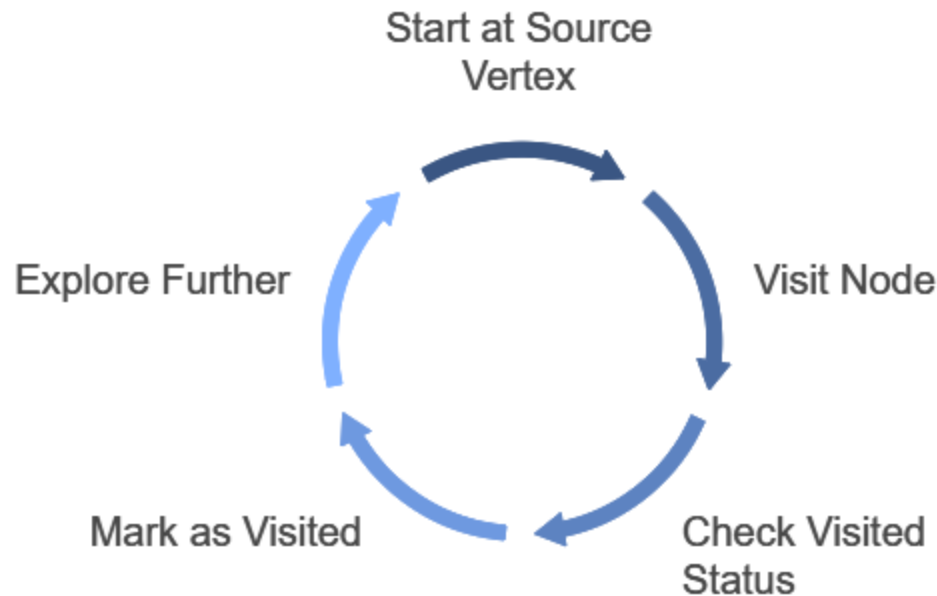 Start at Source
Vertex
Visit Node
Check Visited
Status
Mark as Visited
Explore Further